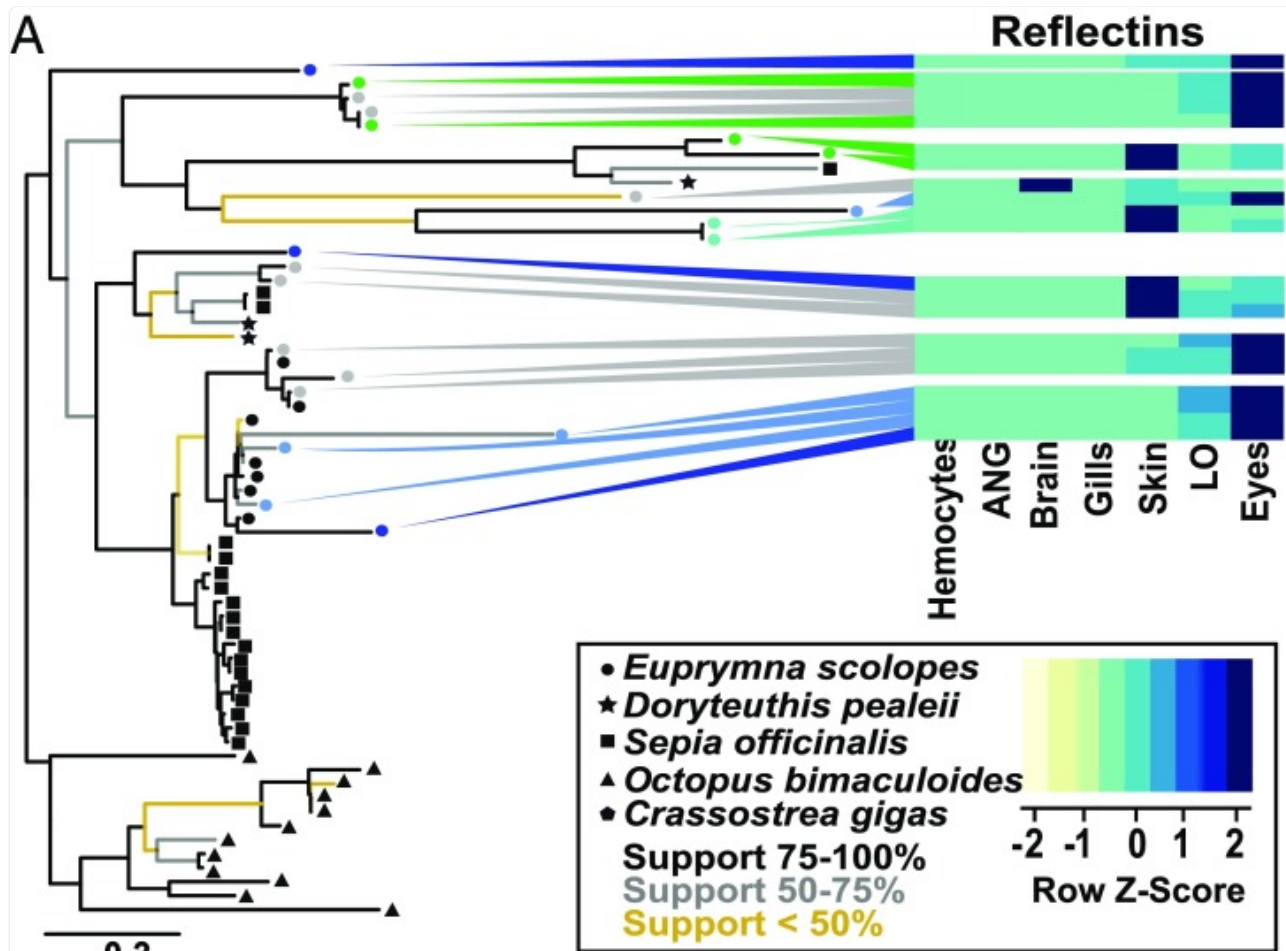 A
Reflectins
Hemocytes
ANG
Brain
Gills
Skin
LO
Eyes
Euprymna scolopes
Doryteuthis pealeii
Sepia officinalis
Octopus bimaculoides
Crassostrea gigas
Support 75-100%
Support 50-75%
Support < 50%
-2 -1 0 1 2
Row Z-Score